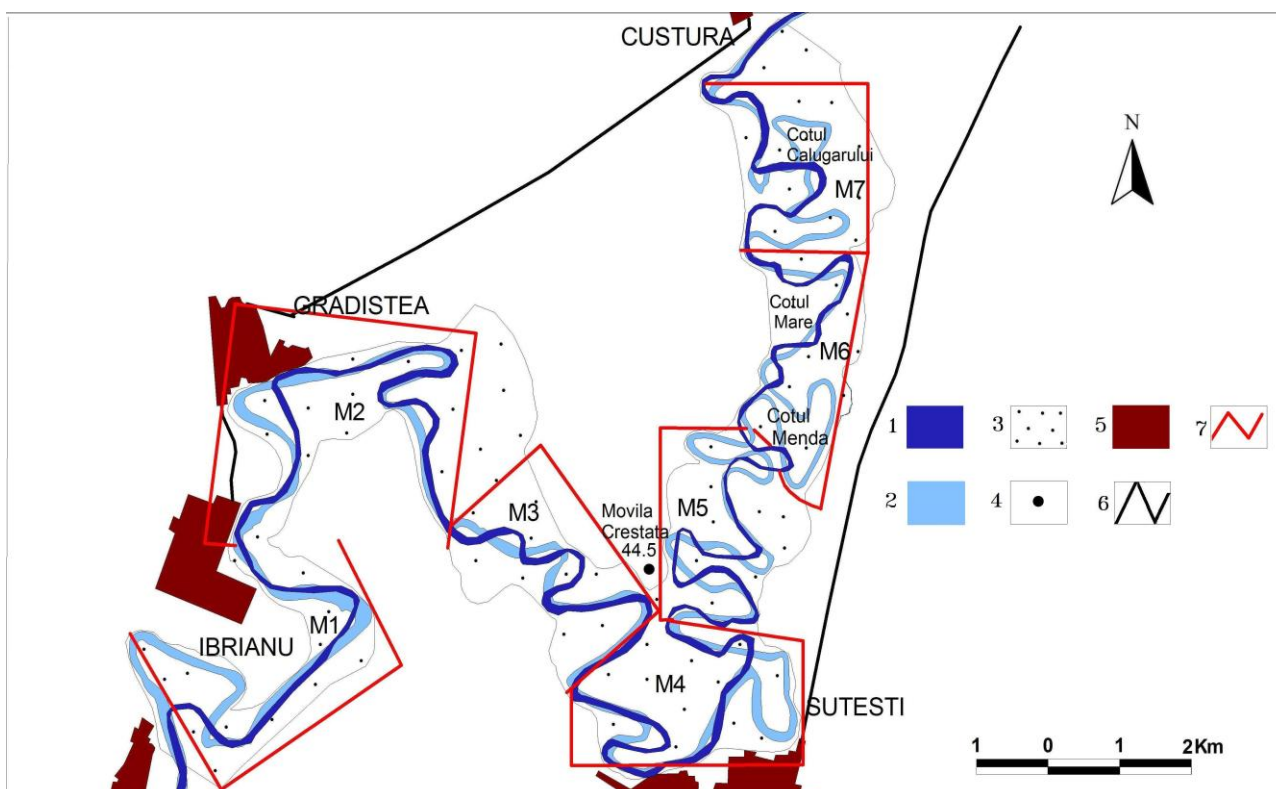 CUSTURA
N
Cotul
Calugarului
M7
GRADISTEA
Cotul
Mare
M6
M2
1
3
5
7
Cotul
Menda
M3
Movila
Crestata
44.5
M5
2
4
6
M1
IBRIANU
M4
SUTESTI
1 0 1 2Km